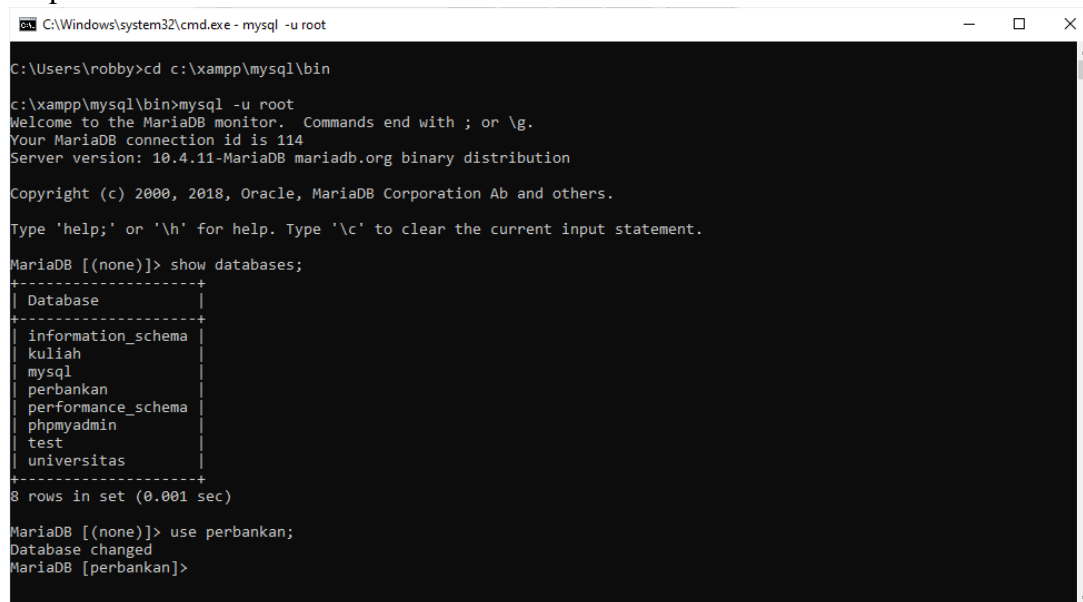 C:\Windows\system32\cmd.exe - mysql -u root
C:\Users\robby>cd c:\xampp\mysql\bin
c:\xampp\mysql\bin>mysql -u root
Welcome to the MariaDB monitor.  Commands end with ; or \g.
Your MariaDB connection id is 114
Server version: 10.4.11-MariaDB mariadb.org binary distribution
Copyright (c) 2000, 2018, Oracle, MariaDB Corporation Ab and others.
Type 'help;' or '\h' for help. Type '\c' to clear the current input statement.
MariaDB [(none)]> show databases;
+--------------------+
| Database           |
+--------------------+
| information_schema |
| kuliah             |
| mysql              |
| perbankan          |
| performance_schema |
| phpmyadmin         |
| test               |
| universitas        |
+--------------------+
8 rows in set (0.001 sec)
MariaDB [(none)]> use perbankan;
Database changed
MariaDB [perbankan]>